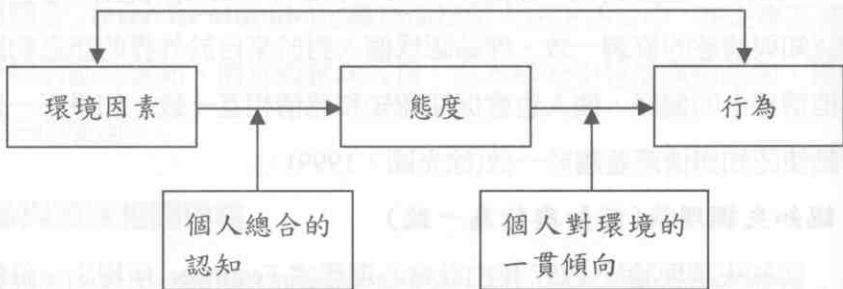 環境因素
態度
行為
個人總合的
認知
個人對環境的
一貫傾向